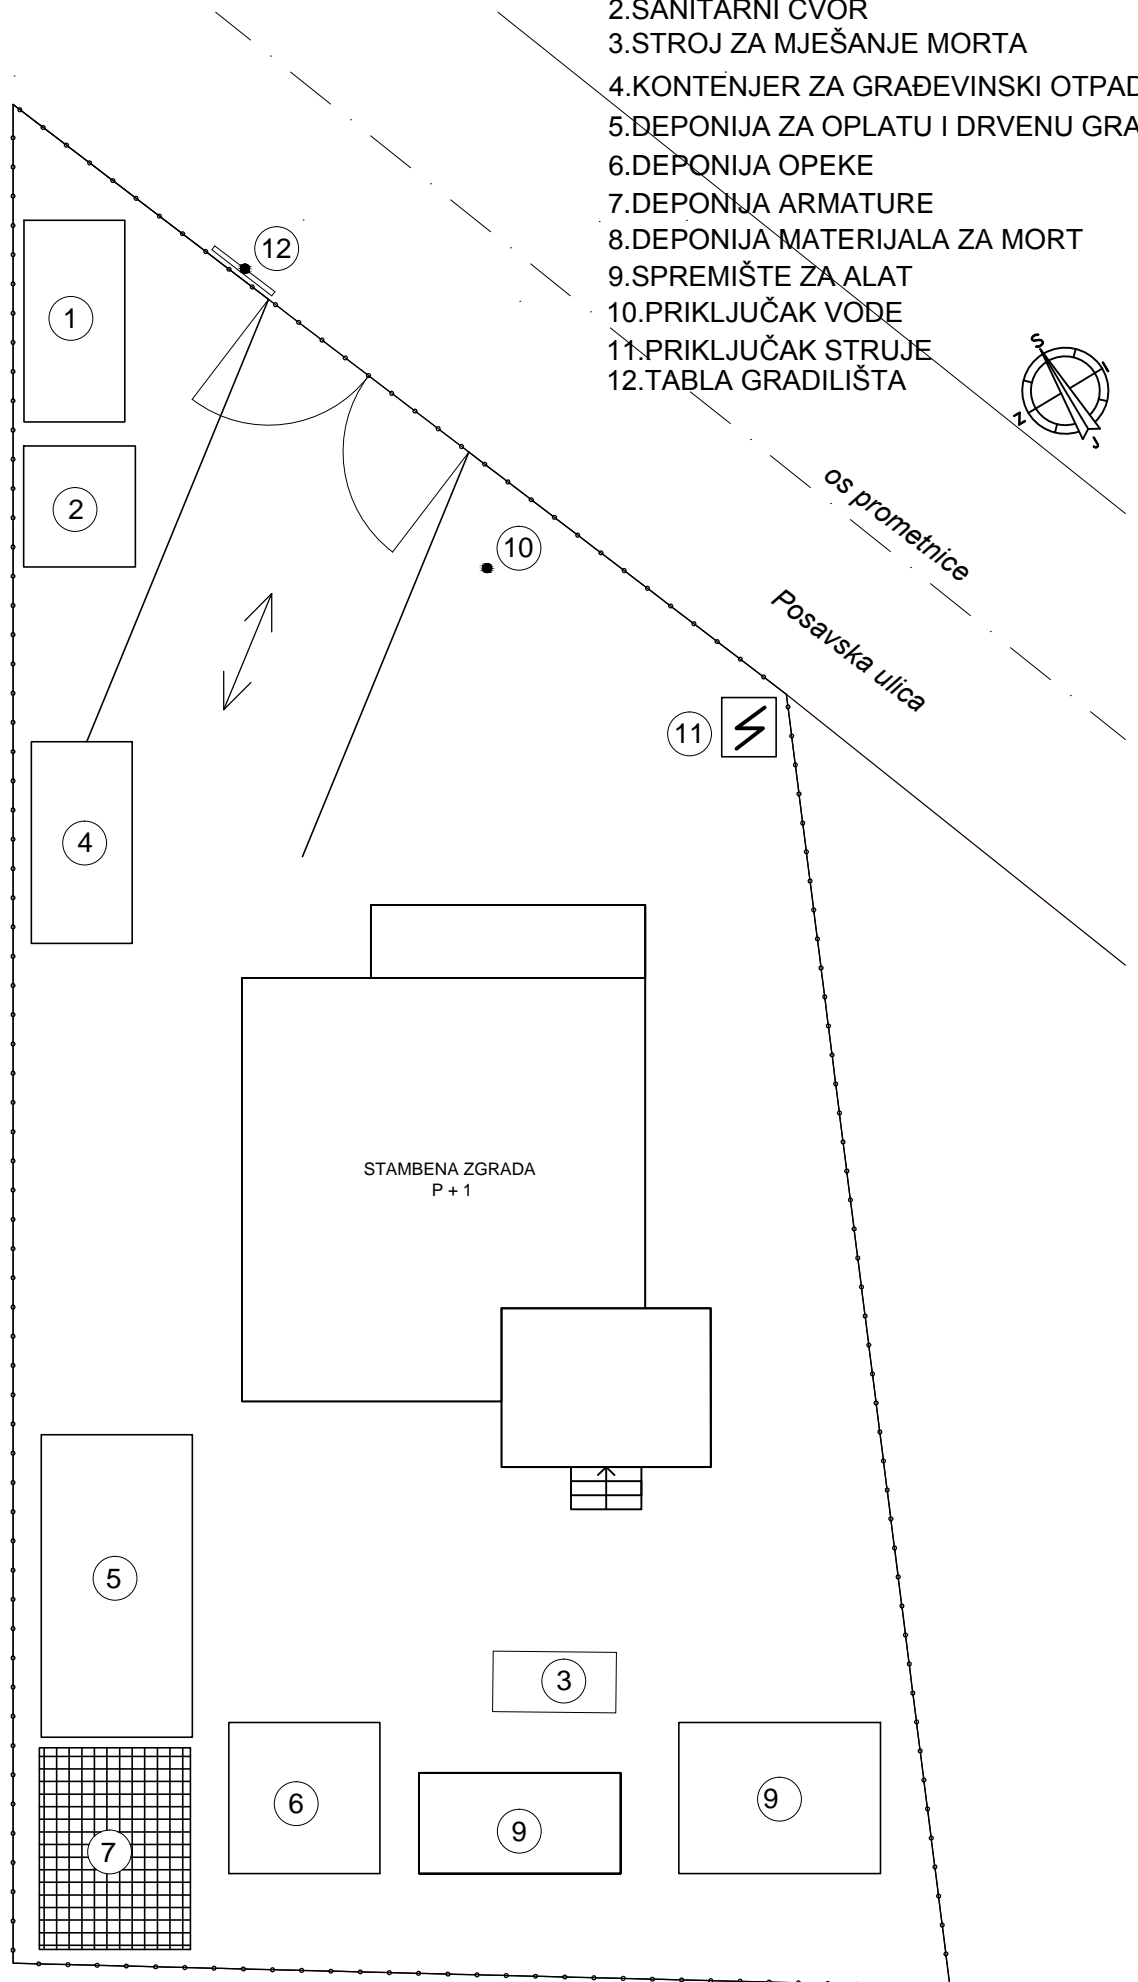 2.SANITARNI ČVOR
3.STROJ ZA MJEŠANJE MORTA
4.KONTENJER ZA GRAĐEVINSKI OTPAD
5.DEPONIJA ZA OPLATU I DRVENU GRA
6.DEPONIJA OPEKE
7.DEPONIJA ARMATURE
8.DEPONIJA MATERIJALA ZA MORT
9.SPREMIŠTE ZA ALAT
10.PRIKLJUČAK VODE
11.PRIKLJUČAK STRUJE
12.TABLA GRADILIŠTA
12
1
S
I
Z
J
2
os prometnice
10
Posavska ulica
11
4
STAMBENA ZGRADA
P + 1
5
3
6
9
9
7